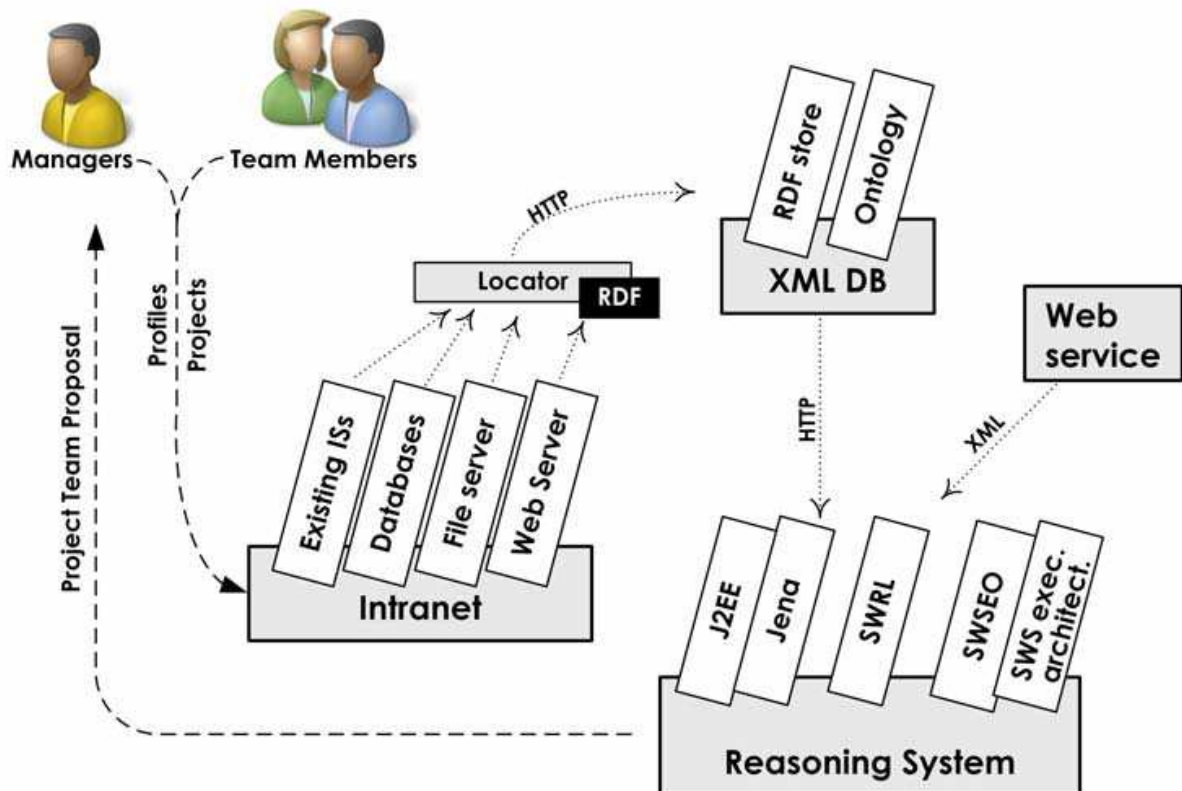 Managers
Team Members
RDF store
Ontology
HTTP
Locator
RDF
XML DB
Web
service
Profiles
Projects
Project Team Proposal
HTTP
XML
Existing ISs
Databases
File server
Web Server
Intranet
J2EE
Jena
SWRL
SWSEO
SWS exec.
architect.
Reasoning System